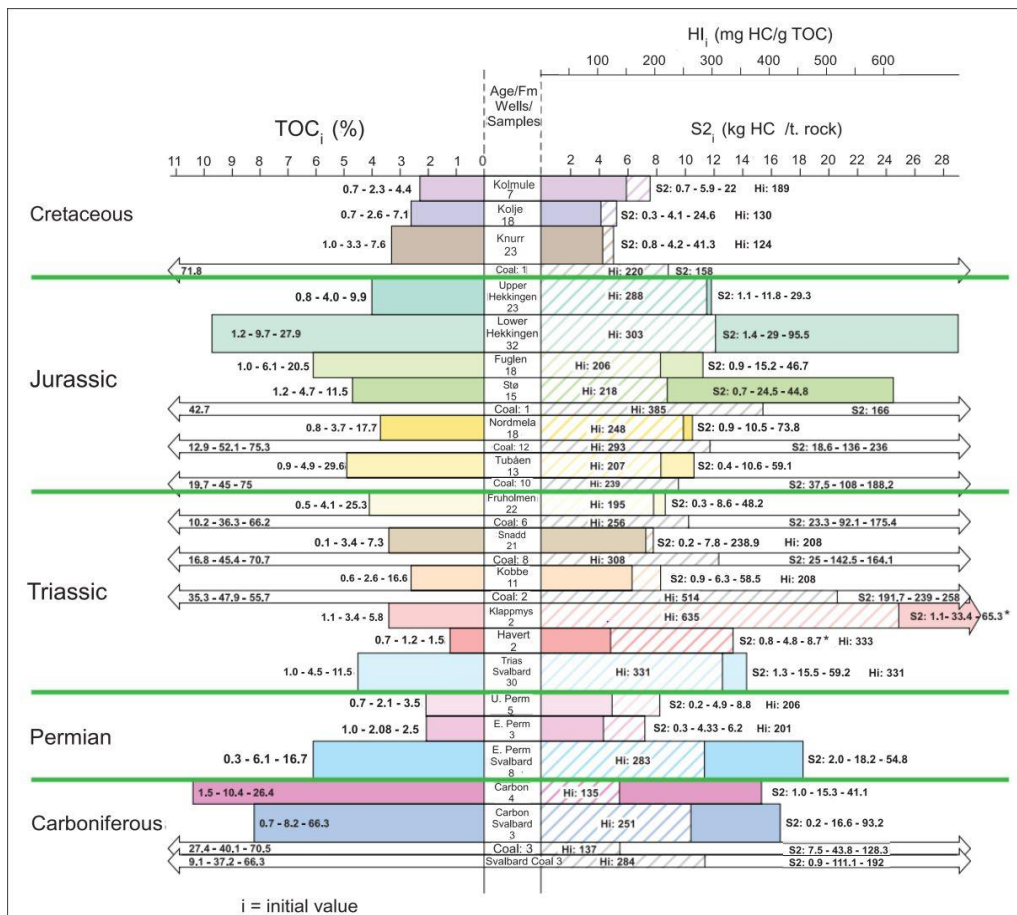 HIi (mg HC/g TOC)
100 200 300 400 500 600
Age/Fm
Wells/
Samples
TOCi (%)
S2i (kg HC /t. rock)
11 10 9 8 7 6 5 4 3 2 1 0
2 4 6 8 10 12 14 16 18 20 22 24 26 28
Cretaceous
0.7 - 2.3 - 4.4 Kolmule S2: 0.7 - 5.9 - 22 Hi: 189
7
0.7 - 2.6 - 7.1 Kolje S2: 0.3 - 4.1 - 24.6 Hi: 130
18
1.0 - 3.3 - 7.6 Knurr S2: 0.8 - 4.2 - 41.3 Hi: 124
23
71.8 Coal: 1 Hi: 220 S2: 158
Jurassic
0.8 - 4.0 - 9.9 Upper Hi: 288 S2: 1.1 - 11.8 - 29.3
Hekkingen
23
1.2 - 9.7 - 27.9 Lower Hi: 303 S2: 1.4 - 29 - 95.5
Hekkingen
32
1.0 - 6.1 - 20.5 Fuglen Hi: 206 S2: 0.9 - 15.2 - 46.7
18
1.2 - 4.7 - 11.5 Stø Hi: 218 S2: 0.7 - 24.5 - 44.8
15
42.7 Coal: 1 Hi: 385 S2: 166
0.8 - 3.7 - 17.7 Nordmela Hi: 248 S2: 0.9 - 10.5 - 73.8
18
12.9 - 52.1 - 75.3 Coal: 12 Hi: 293 S2: 18.6 - 136 - 236
0.9 - 4.9 - 29.6 Tubåen Hi: 207 S2: 0.4 - 10.6 - 59.1
13
19.7 - 45 - 75 Coal: 10 Hi: 239 S2: 37.5 - 108 - 188.2
Triassic
0.5 - 4.1 - 25.3 Fruholmen Hi: 195 S2: 0.3 - 8.6 - 48.2
22
10.2 - 36.3 - 66.2 Coal: 6 Hi: 256 S2: 23.3 - 92.1 - 175.4
0.1 - 3.4 - 7.3 Snadd S2: 0.2 - 7.8 - 238.9 Hi: 208
21
16.8 - 45.4 - 70.7 Coal: 8 Hi: 308 S2: 25 - 142.5 - 164.1
0.6 - 2.6 - 16.6 Kobbe S2: 0.9 - 6.3 - 58.5 Hi: 208
11
35.3 - 47.9 - 55.7 Coal: 2 Hi: 514 S2: 191.7 - 239 - 258
1.1 - 3.4 - 5.8 Klappmys Hi: 635 S2: 1.1- 33.4 - 65.3 *
2
0.7 - 1.2 - 1.5 Havert S2: 0.8 - 4.8 - 8.7 * Hi: 333
2
1.0 - 4.5 - 11.5 Trias Hi: 331 S2: 1.3 - 15.5 - 59.2 Hi: 331
Svalbard
30
Permian
0.7 - 2.1 - 3.5 U. Perm S2: 0.2 - 4.9 - 8.8 Hi: 206
5
1.0 - 2.08 - 2.5 E. Perm S2: 0.3 - 4.33 - 6.2 Hi: 201
3
0.3 - 6.1 - 16.7 E. Perm Hi: 283 S2: 2.0 - 18.2 - 54.8
Svalbard
8
Carboniferous
1.5 - 10.4 - 26.4 Carbon Hi: 135 S2: 1.0 - 15.3 - 41.1
4
0.7 - 8.2 - 66.3 Carbon Hi: 251 S2: 0.2 - 16.6 - 93.2
Svalbard
3
27.4 - 40,1 - 70.5 Coal: 3 Hi: 137 S2: 7.5 - 43.8 - 128.3
9.1 - 37.2 - 66.3 Svalbard Coal 3 Hi: 284 S2: 0.9 - 111.1 - 192
i = initial value